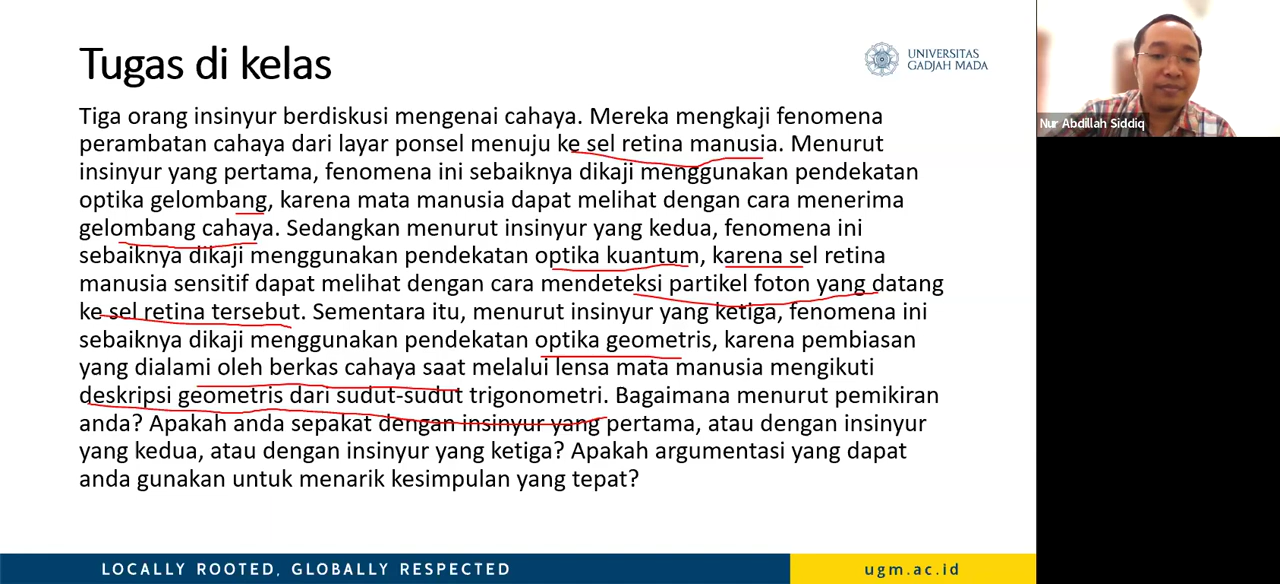 Tugas di kelas
UNIVERSITAS
GADJAH MADA
Tiga orang insinyur berdiskusi mengenai cahaya. Mereka mengkaji fenomena
perambatan cahaya dari layar ponsel menuju ke sel retina manusia. Menurut
insinyur yang pertama, fenomena ini sebaiknya dikaji menggunakan pendekatan
optika gelombang, karena mata manusia dapat melihat dengan cara menerima
gelombang cahaya. Sedangkan menurut insinyur yang kedua, fenomena ini
sebaiknya dikaji menggunakan pendekatan optika kuantum, karena sel retina
manusia sensitif dapat melihat dengan cara mendeteksi partikel foton yang datang
ke sel retina tersebut. Sementara itu, menurut insinyur yang ketiga, fenomena ini
sebaiknya dikaji menggunakan pendekatan optika geometris, karena pembiasan
yang dialami oleh berkas cahaya saat melalui lensa mata manusia mengikuti
deskripsi geometris dari sudut-sudut trigonometri. Bagaimana menurut pemikiran
anda? Apakah anda sepakat dengan insinyur yang pertama, atau dengan insinyur
yang kedua, atau dengan insinyur yang ketiga? Apakah argumentasi yang dapat
anda gunakan untuk menarik kesimpulan yang tepat?
LOCALLY ROOTED, GLOBALLY RESPECTED
ugm.ac.id
Nur Abdillah Siddiq